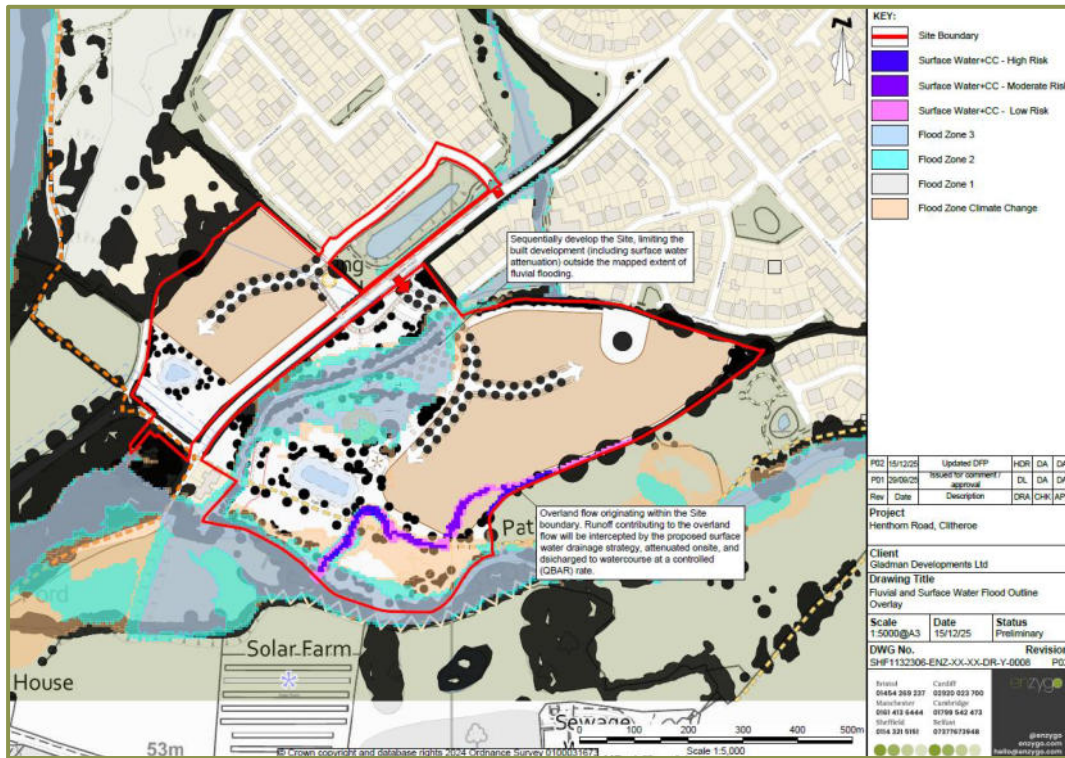 KEY:
Site Boundary
Surface Water+CC - High Risk
Surface Water+CC - Moderate Risk
Surface Water+CC - Low Risk
Flood Zone 3
Flood Zone 2
Flood Zone 1
Flood Zone Climate Change
N
Sequentially develop the Site, limiting the
built development (including surface water
attenuation) outside the mapped extent of
fluvial flooding.
Overland flow originating within the Site
boundary. Runoff contributing to the overland
flow will be intercepted by the proposed surface
water drainage strategy, attenuated onsite, and
dsicharged to watercourse at a controlled
(QBAR) rate.
Pat
Ford
Solar Farm
House
Sewage
53m
0 100 200 300 400 500m
Scale 1:5,000
© Crown copyright and database rights 2024 Ordnance Survey 0100031673
P02 15/12/25 Updated DFP HDR DA DA
P01 29/09/25 Issued for comment / approval DL DA DA
Rev Date Description DRA CHK AP
Project
Henthorn Road, Clitheroe
Client
Gladman Developments Ltd
Drawing Title
Fluvial and Surface Water Flood Outline
Overlay
Scale Date Status
1:5000@A3 15/12/25 Preliminary
DWG No. Revision
SHF1132306-ENZ-XX-XX-DR-Y-0008 P02
Bristol Cardiff
01454 269 237 02920 023 700
Manchester Cambridge
0161 413 6444 01799 542 473
Sheffield Belfast
0114 321 5151 07377673948
enzygo
@enzygo
enzygo.com
hello@enzygo.com